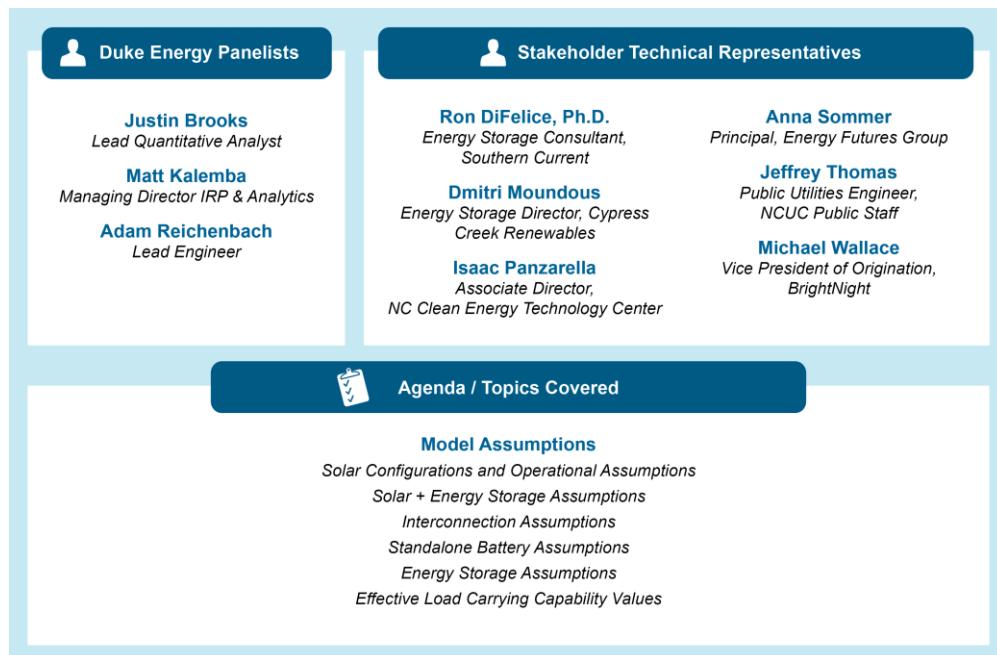 Duke Energy Panelists
Justin Brooks
Lead Quantitative Analyst
Matt Kalemba
Managing Director IRP & Analytics
Adam Reichenbach
Lead Engineer
Stakeholder Technical Representatives
Ron DiFelice, Ph.D.
Energy Storage Consultant,
Southern Current
Dmitri Moundous
Energy Storage Director, Cypress
Creek Renewables
Isaac Panzarella
Associate Director,
NC Clean Energy Technology Center
Anna Sommer
Principal, Energy Futures Group
Jeffrey Thomas
Public Utilities Engineer,
NCUC Public Staff
Michael Wallace
Vice President of Origination,
BrightNight
Agenda / Topics Covered
Model Assumptions
Solar Configurations and Operational Assumptions
Solar + Energy Storage Assumptions
Interconnection Assumptions
Standalone Battery Assumptions
Energy Storage Assumptions
Effective Load Carrying Capability Values